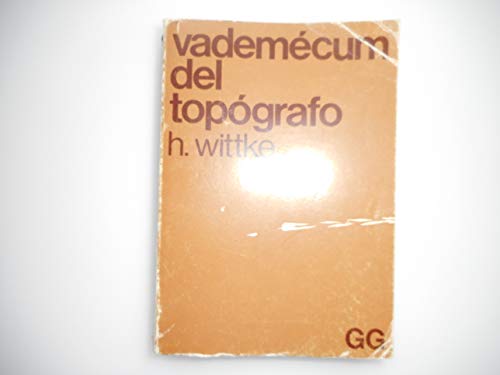 vademécum
del
topógrafo
h. wittke
GG